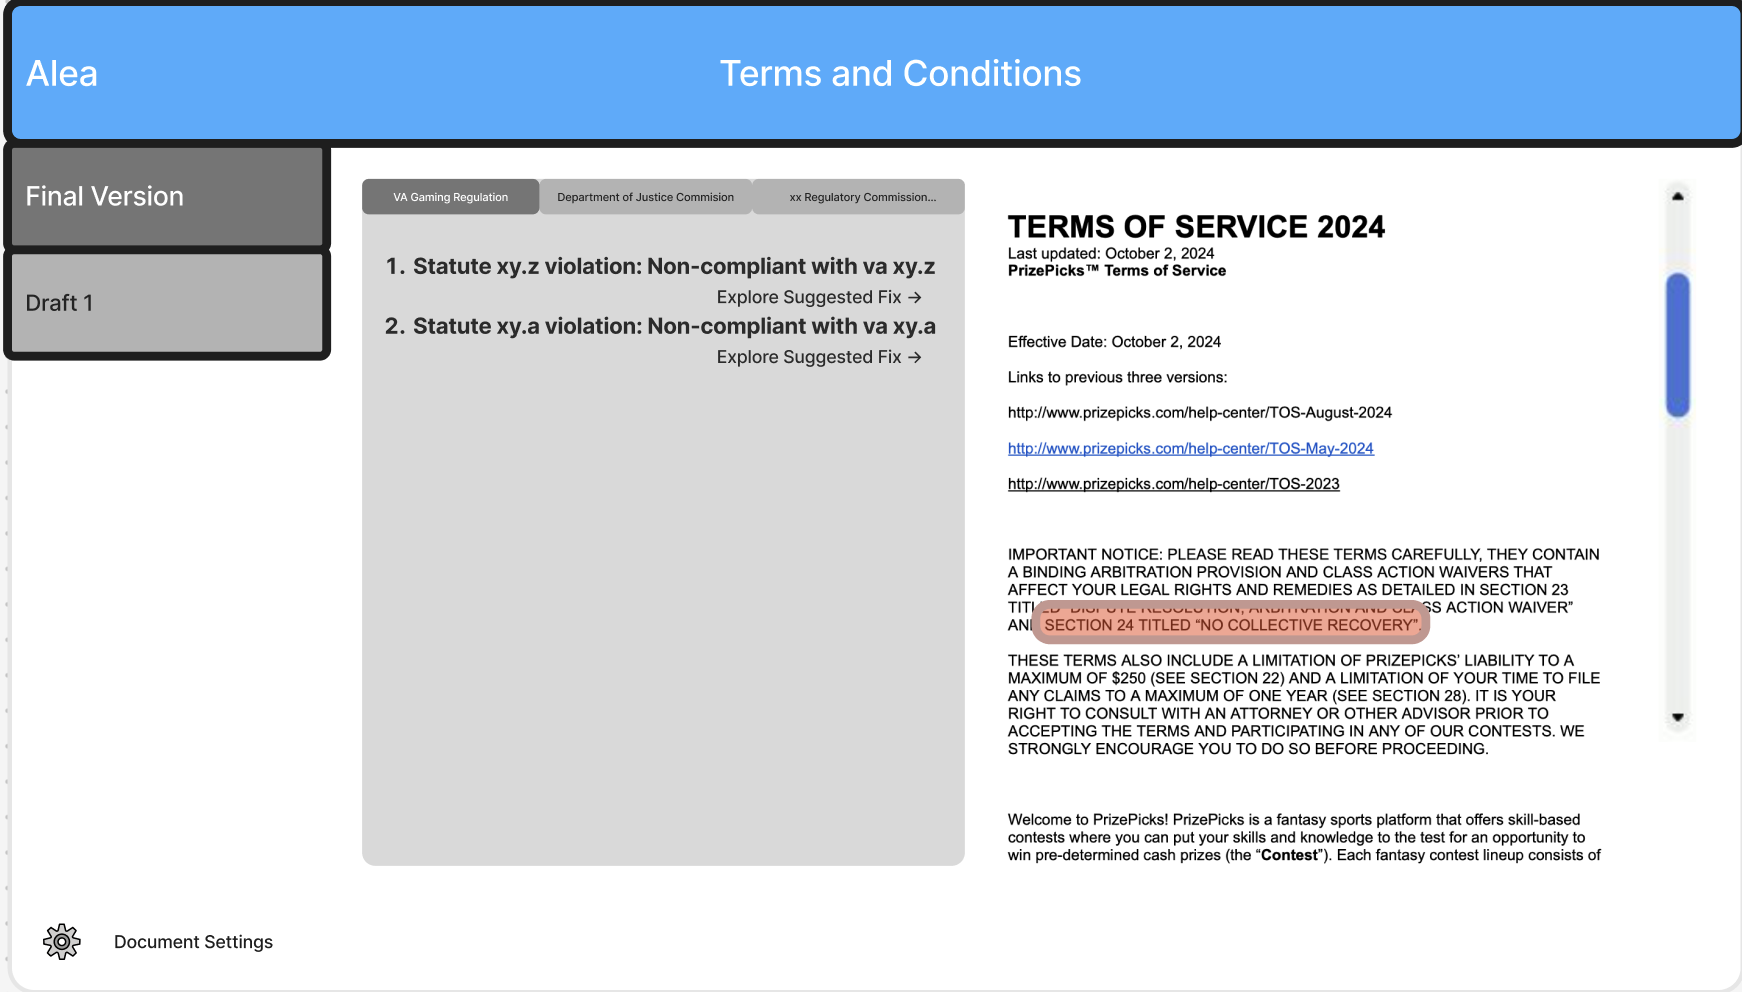 Alea
Terms and Conditions
Final Version
Draft 1
VA Gaming Regulation
Department of Justice Commision
xx Regulatory Commission...
1. Statute xy.z violation: Non-compliant with va xy.z
Explore Suggested Fix →
2. Statute xy.a violation: Non-compliant with va xy.a
Explore Suggested Fix →
TERMS OF SERVICE 2024
Last updated: October 2, 2024
PrizePicks™ Terms of Service
Effective Date: October 2, 2024
Links to previous three versions:
http://www.prizepicks.com/help-center/TOS-August-2024
http://www.prizepicks.com/help-center/TOS-May-2024
http://www.prizepicks.com/help-center/TOS-2023
IMPORTANT NOTICE: PLEASE READ THESE TERMS CAREFULLY, THEY CONTAIN
A BINDING ARBITRATION PROVISION AND CLASS ACTION WAIVERS THAT
AFFECT YOUR LEGAL RIGHTS AND REMEDIES AS DETAILED IN SECTION 23
TITLED “DISPUTE RESOLUTION, ARBITRATION AND CLASS ACTION WAIVER”
AND SECTION 24 TITLED “NO COLLECTIVE RECOVERY”.
THESE TERMS ALSO INCLUDE A LIMITATION OF PRIZEPICKS’ LIABILITY TO A
MAXIMUM OF $250 (SEE SECTION 22) AND A LIMITATION OF YOUR TIME TO FILE
ANY CLAIMS TO A MAXIMUM OF ONE YEAR (SEE SECTION 28). IT IS YOUR
RIGHT TO CONSULT WITH AN ATTORNEY OR OTHER ADVISOR PRIOR TO
ACCEPTING THE TERMS AND PARTICIPATING IN ANY OF OUR CONTESTS. WE
STRONGLY ENCOURAGE YOU TO DO SO BEFORE PROCEEDING.
Welcome to PrizePicks! PrizePicks is a fantasy sports platform that offers skill-based
contests where you can put your skills and knowledge to the test for an opportunity to
win pre-determined cash prizes (the “Contest”). Each fantasy contest lineup consists of
Document Settings